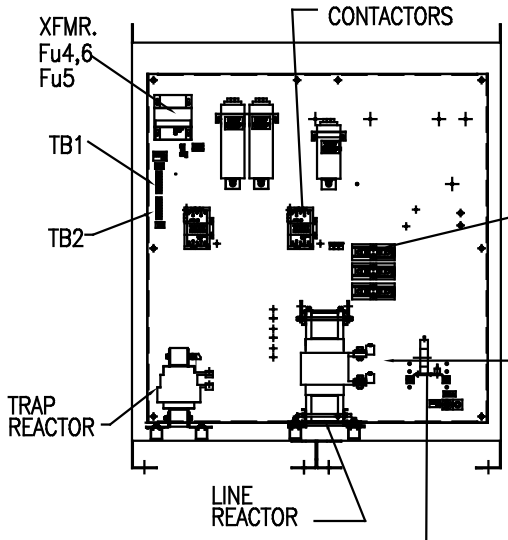 CONTACTORS
XFMR.
Fu4,6
Fu5
TB1
TB2
TRAP
REACTOR
LINE
REACTOR